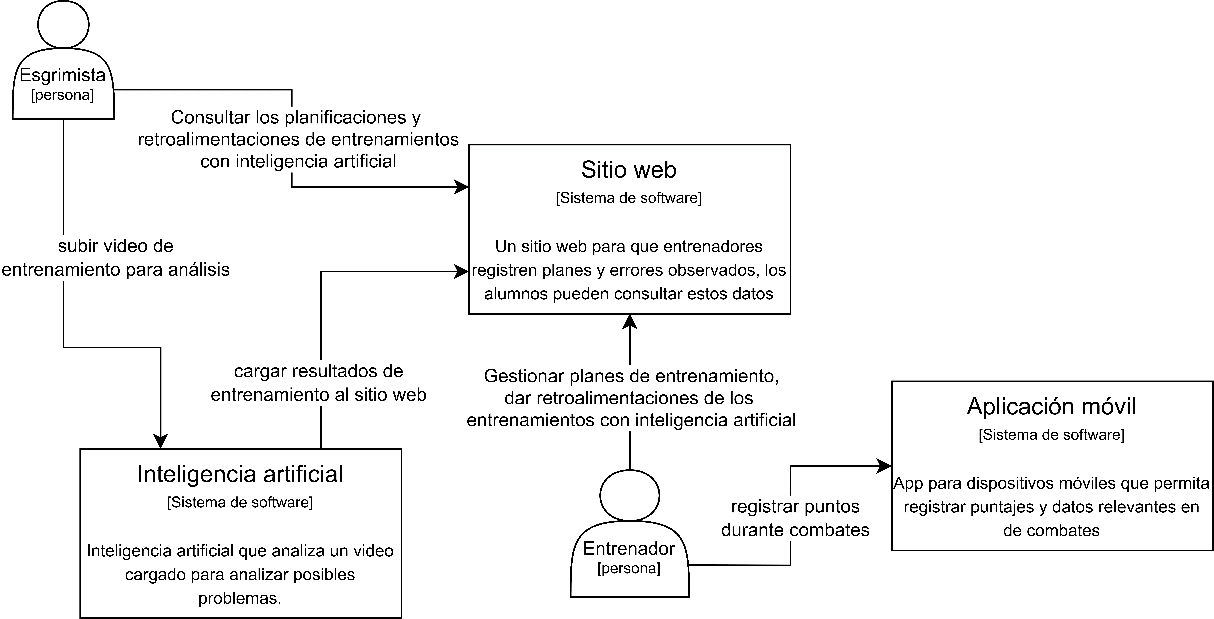 Esgrimista
[persona]
Consultar los planificaciones y
retroalimentaciones de entrenamientos
con inteligencia artificial
Sitio web
[Sistema de software]
Un sitio web para que entrenadores
registren planes y errores observados, los
alumnos pueden consultar estos datos
subir video de
entrenamiento para análisis
cargar resultados de
entrenamiento al sitio web
Gestionar planes de entrenamiento,
dar retroalimentaciones de los
entrenamientos con inteligencia artificial
Aplicación móvil
[Sistema de software]
App para dispositivos móviles que permita
registrar puntajes y datos relevantes en
de combates
Inteligencia artificial
[Sistema de software]
Inteligencia artificial que analiza un video
cargado para analizar posibles
problemas.
registrar puntos
durante combates
Entrenador
[persona]